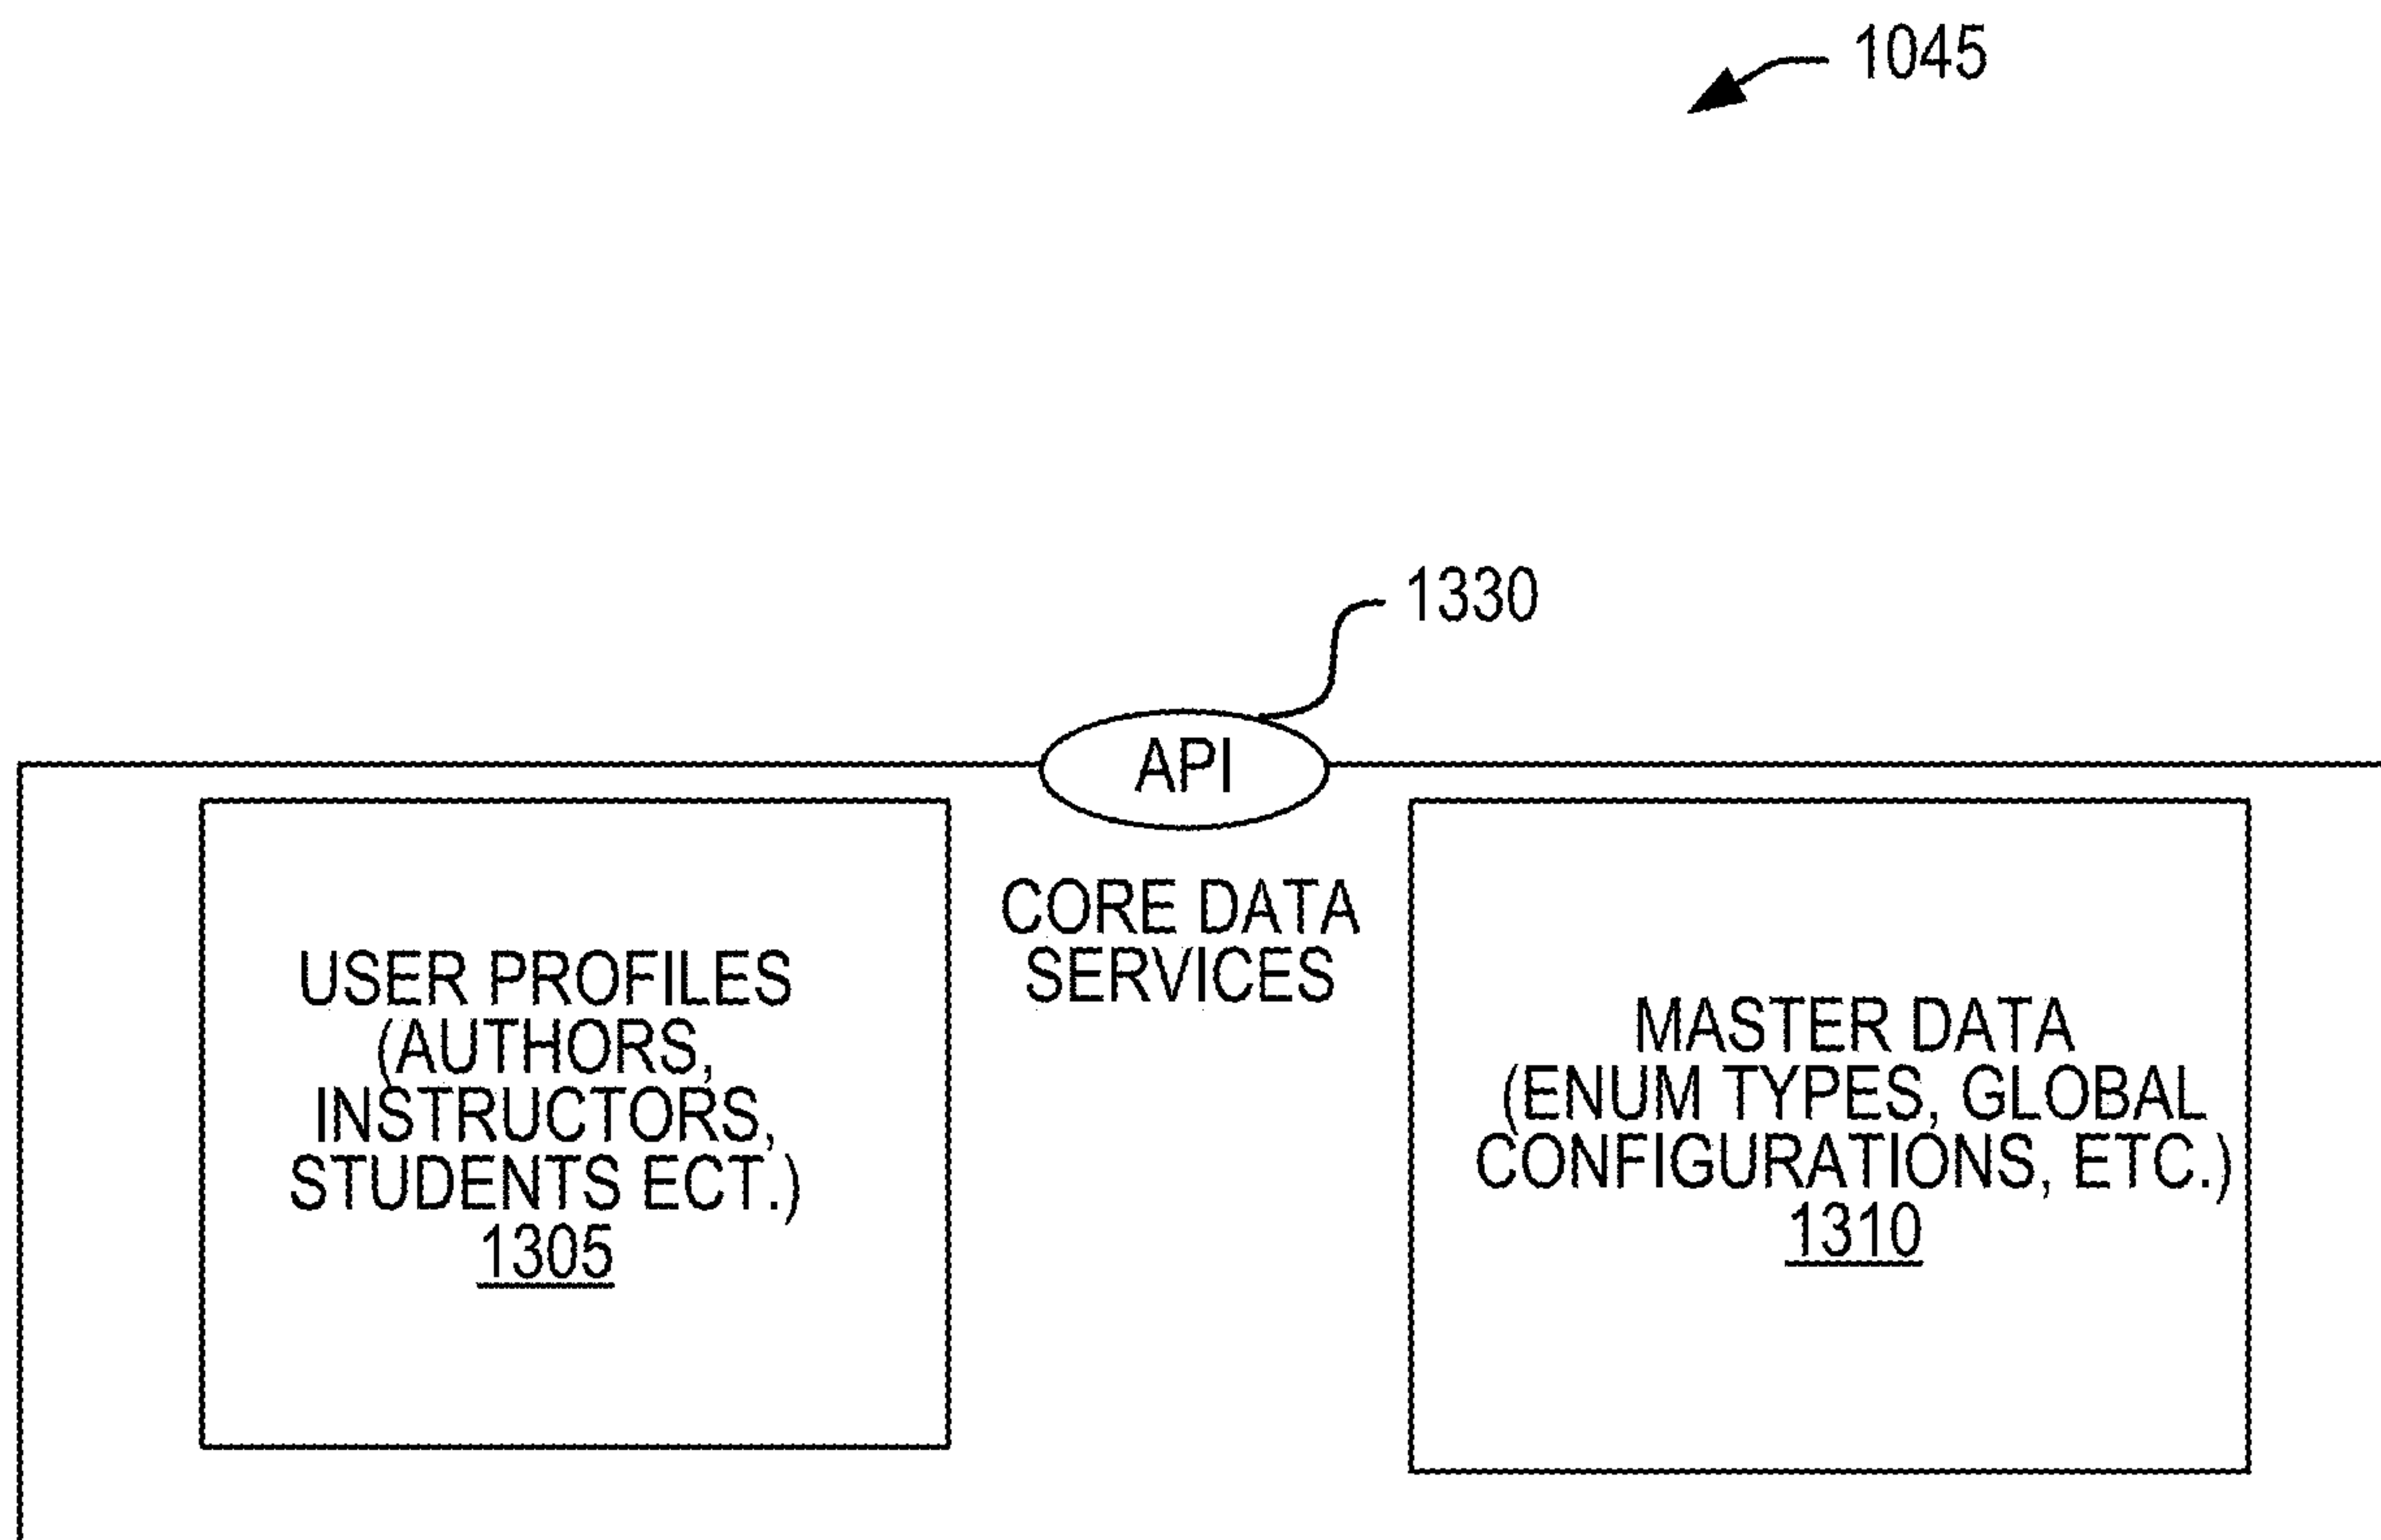 1045
1330
API
CORE DATA
SERVICES
USER PROFILES
(AUTHORS,
INSTRUCTORS,
STUDENTS ECT.)
1305
MASTER DATA
(ENUM TYPES, GLOBAL
CONFIGURATIONS, ETC.)
1310